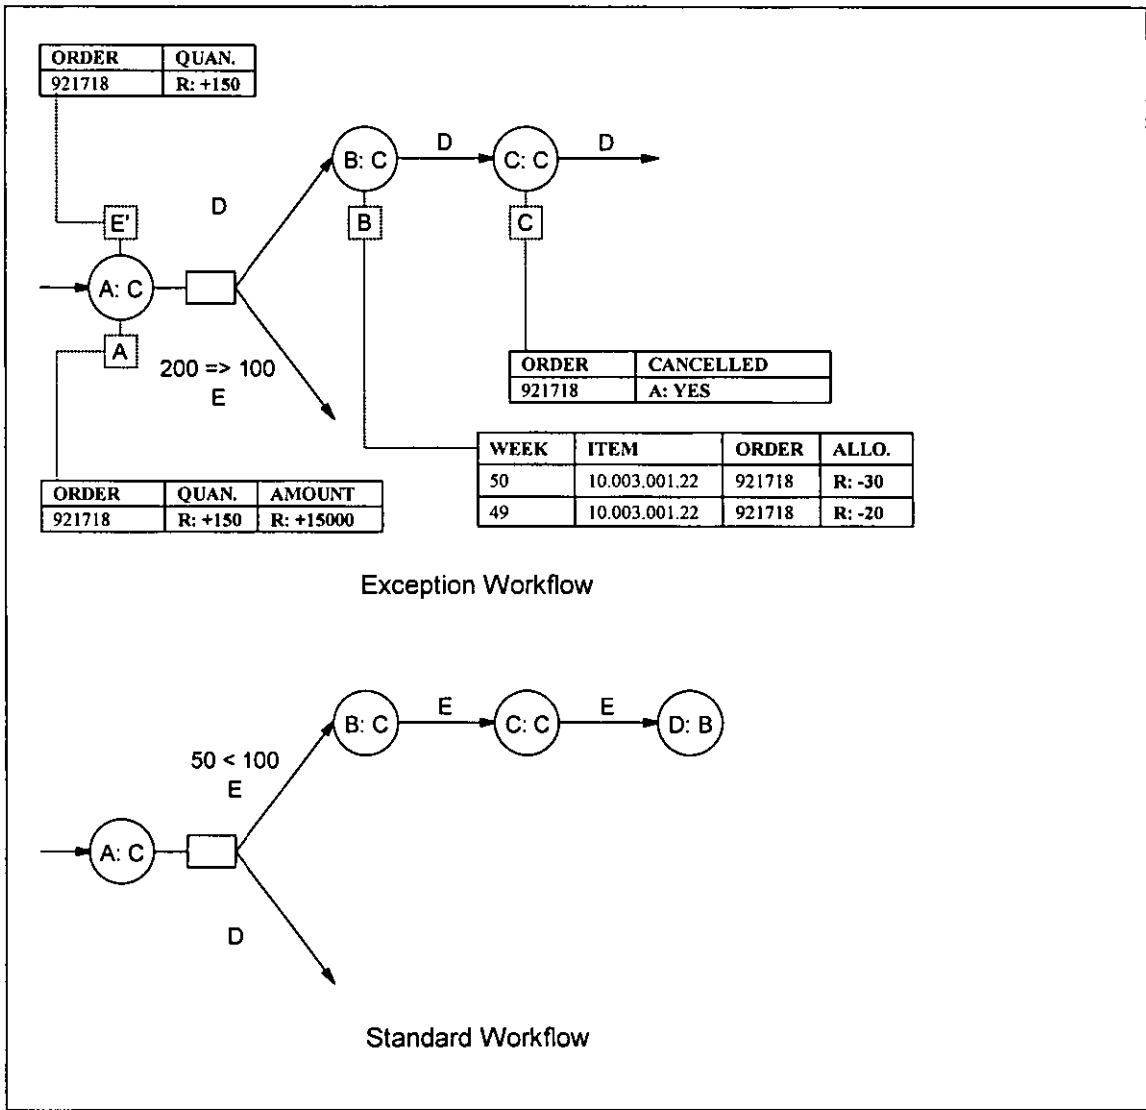 ORDER QUAN.
921718 R: +150
B: C D C: C D
D
E' B C
A: C
A
200 => 100
E
ORDER CANCELLED
921718 A: YES
WEEK ITEM ORDER ALLO.
50 10.003.001.22 921718 R: -30
49 10.003.001.22 921718 R: -20
ORDER QUAN. AMOUNT
921718 R: +150 R: +15000
Exception Workflow
B: C E C: C E D: B
50 < 100
E
A: C
D
Standard Workflow